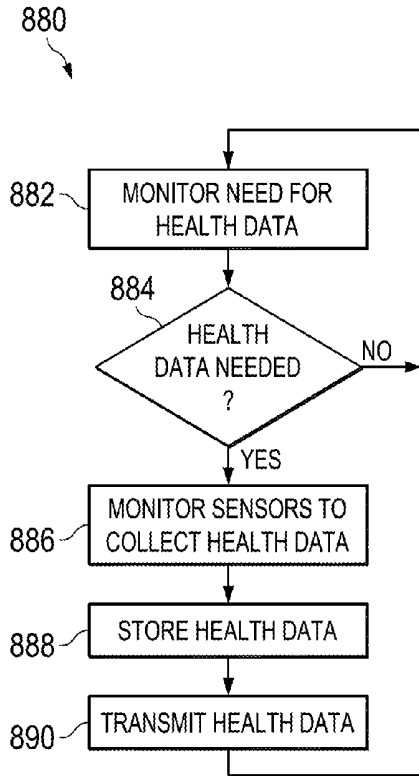 880
882
MONITOR NEED FOR
HEALTH DATA
884
HEALTH
DATA NEEDED
?
NO
YES
886
MONITOR SENSORS TO
COLLECT HEALTH DATA
888
STORE HEALTH DATA
890
TRANSMIT HEALTH DATA